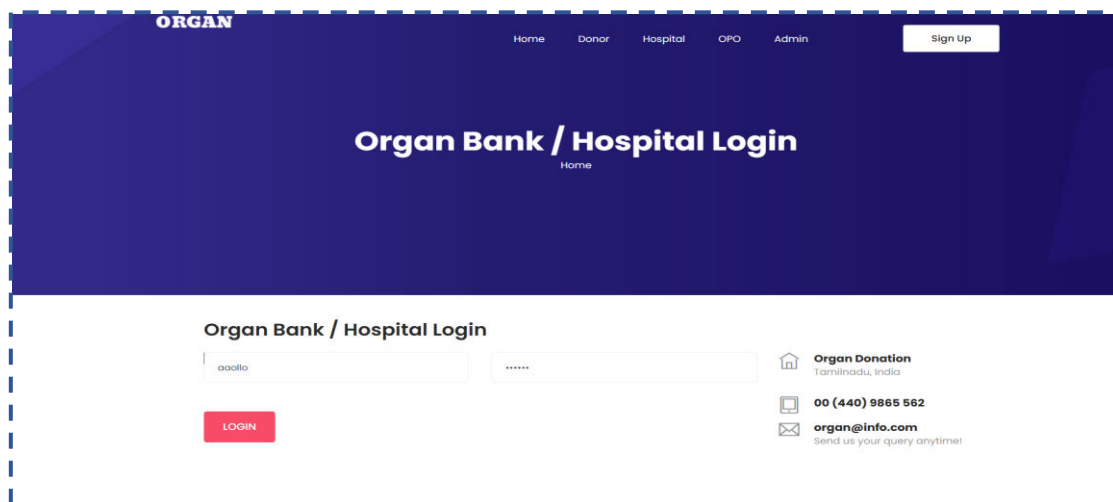 ORGAN
Home Donor Hospital OPO Admin Sign Up
Organ Bank / Hospital Login
Home
Organ Bank / Hospital Login
aaollo ······
Organ Donation
Tamilnadu, India
00 (440) 9865 562
LOGIN
organ@info.com
Send us your query anytime!